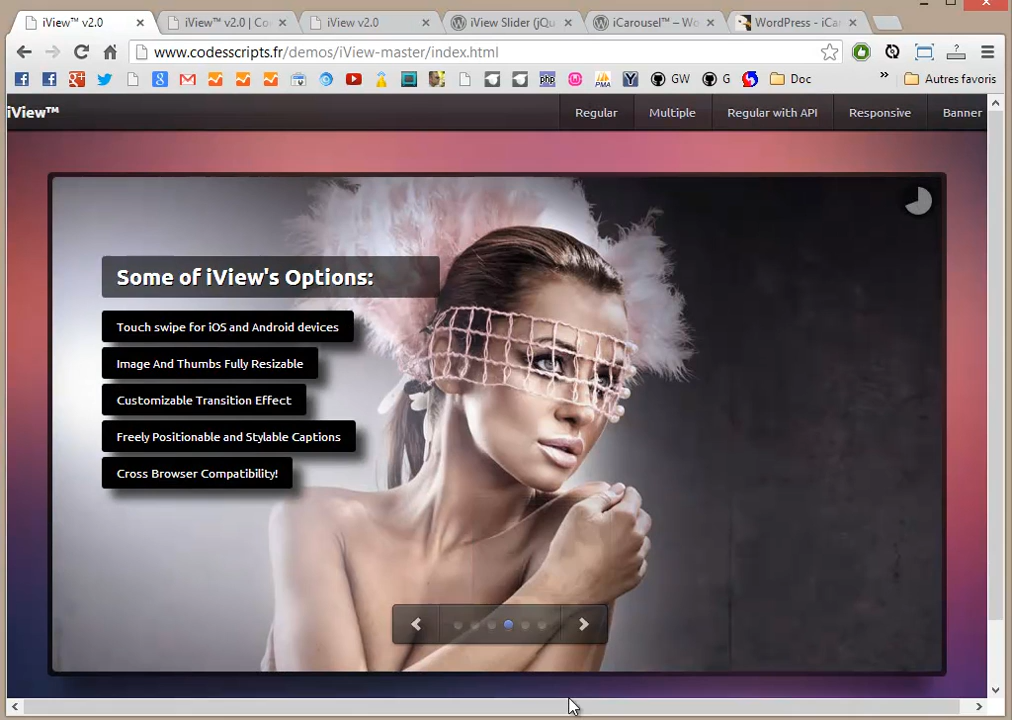 iView™ v2.0
iView™ v2.0 | Co
iView v2.0
iView Slider (jQu
iCarousel™ – Wo
WordPress - iCar
www.codesscripts.fr/demos/iView-master/index.html
GW
G
Doc
»
Autres favoris
iView™
Regular
Multiple
Regular with API
Responsive
Banner
Some of iView's Options:
Touch swipe for iOS and Android devices
Image And Thumbs Fully Resizable
Customizable Transition Effect
Freely Positionable and Stylable Captions
Cross Browser Compatibility!